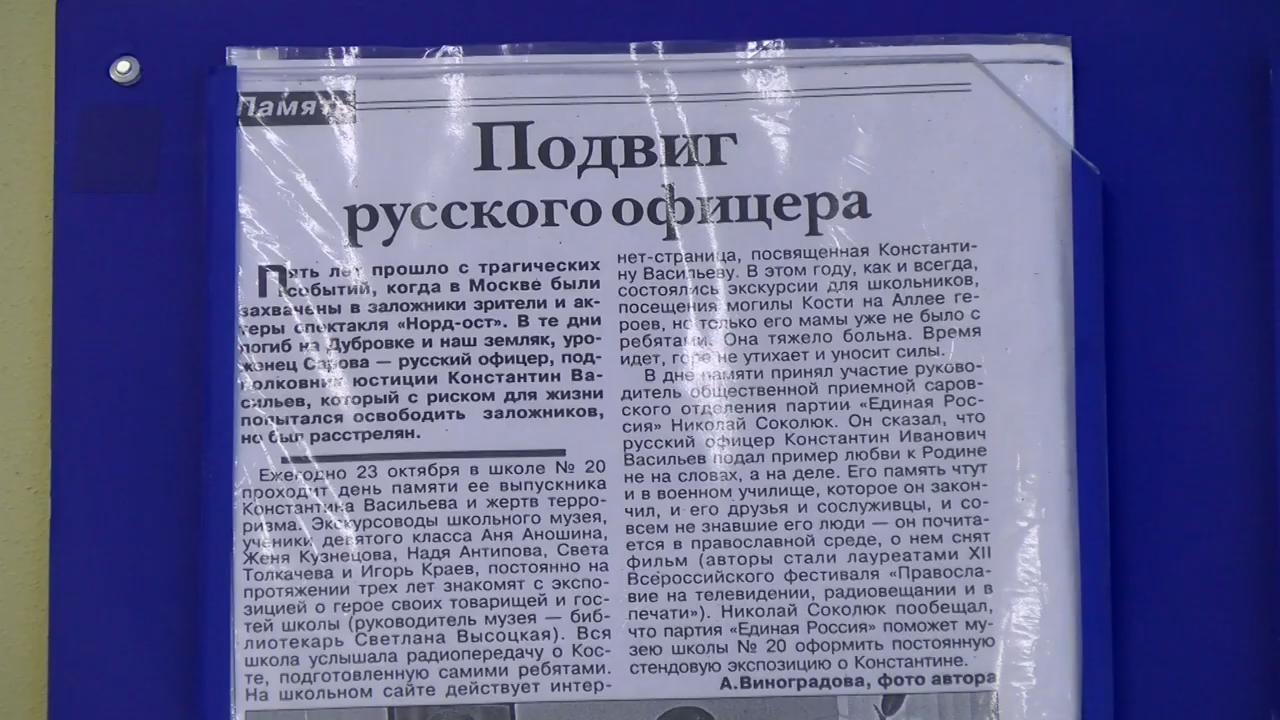 Память
Подвиг
русского офицера
Пять лет прошло с трагических
событий, когда в Москве были
захвачены в заложники зрители и ак-
теры спектакля «Норд-ост». В те дни
погиб на Дубровке и наш земляк, уро-
женец Сарова — русский офицер, под-
полковник юстиции Константин Ва-
сильев, который с риском для жизни
попытался освободить заложников,
но был расстрелян.
Ежегодно 23 октября в школе № 20
проходит день памяти ее выпускника
Константина Васильева и жертв терро-
ризма. Экскурсоводы школьного музея,
ученики девятого класса Аня Аношина,
Женя Кузнецова, Надя Антипова, Света
Толкачева и Игорь Краев, постоянно на
протяжении трех лет знакомят с экспо-
зицией о герое своих товарищей и гос-
тей школы (руководитель музея — биб-
лиотекарь Светлана Высоцкая). Вся
школа услышала радиопередачу о Кос-
те, подготовленную самими ребятами.
На школьном сайте действует интер-
нет-страница, посвященная Константи-
ну Васильеву. В этом году, как и всегда,
состоялись экскурсии для школьников,
посещения могилы Кости на Аллее ге-
роев, но только его мамы уже не было с
ребятами. Она тяжело больна. Время
идет, горе не утихает и уносит силы.
В дне памяти принял участие руково-
дитель общественной приемной саров-
ского отделения партии «Единая Рос-
сия» Николай Соколюк. Он сказал, что
русский офицер Константин Иванович
Васильев подал пример любви к Родине
не на словах, а на деле. Его память чтут
и в военном училище, которое он закон-
чил, и его друзья и сослуживцы, и со-
всем не знавшие его люди — он почита-
ется в православной среде, о нем снят
фильм (авторы стали лауреатами XII
Всероссийского фестиваля «Правосла-
вие на телевидении, радиовещании и в
печати»). Николай Соколюк пообещал,
что партия «Единая Россия» поможет му-
зею школы № 20 оформить постоянную
стендовую экспозицию о Константине.
А.Виноградова, фото автора